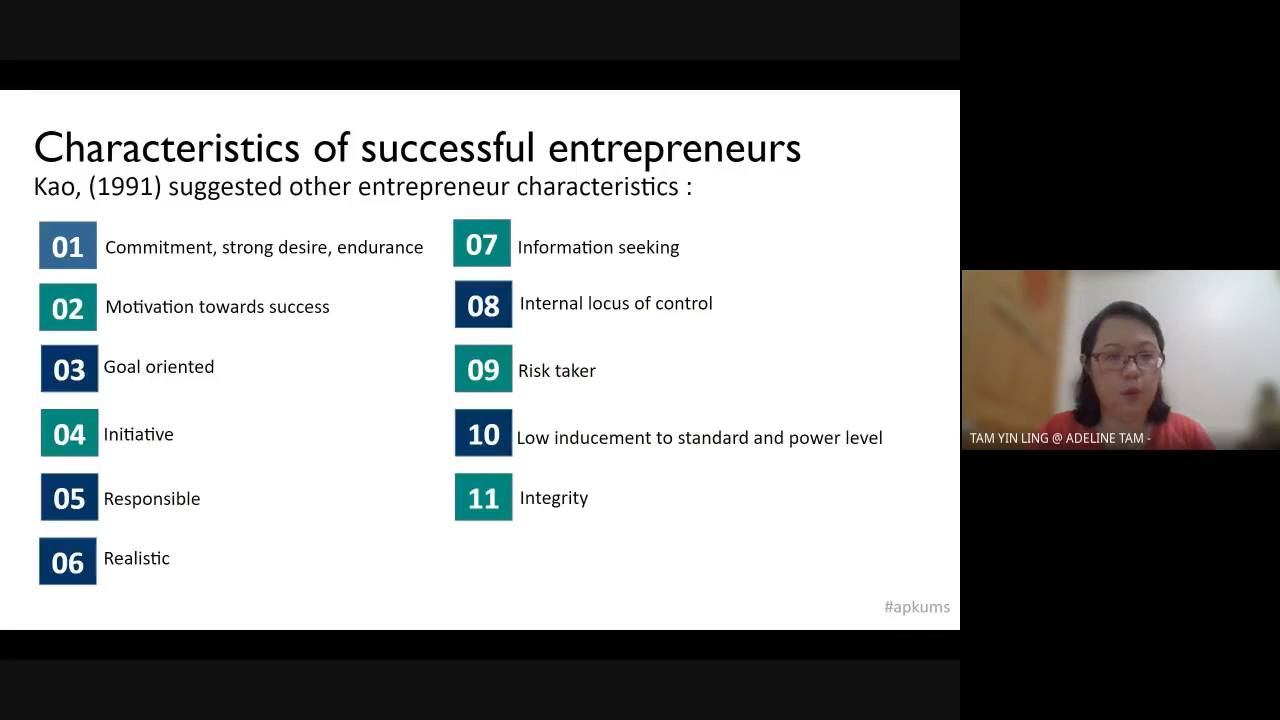 Characteristics of successful entrepreneurs
Kao, (1991) suggested other entrepreneur characteristics :
01 Commitment, strong desire, endurance
02 Motivation towards success
03 Goal oriented
04 Initiative
05 Responsible
06 Realistic
07 Information seeking
08 Internal locus of control
09 Risk taker
10 Low inducement to standard and power level
11 Integrity
#apkums
TAM YIN LING @ ADELINE TAM -